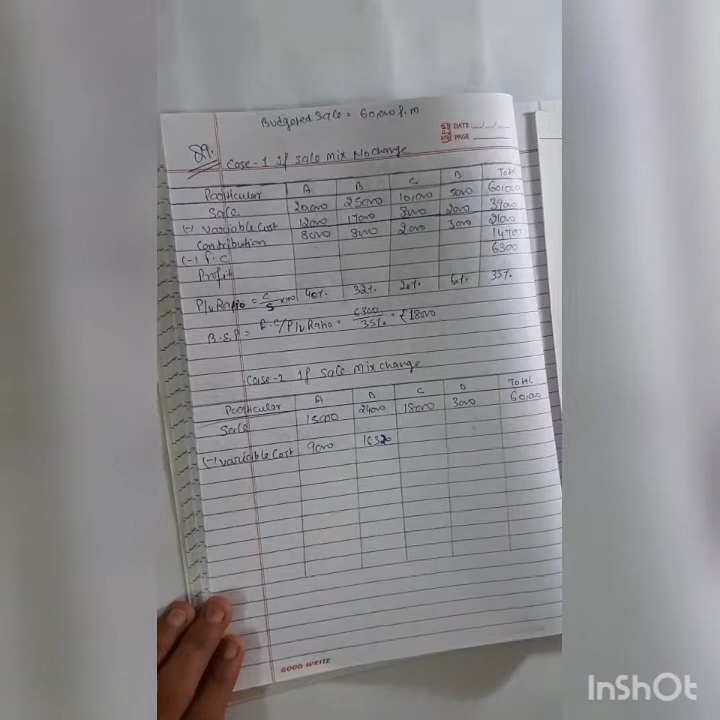 Budgeted Sale = 60,000 P.m
DATE
PAGE
89.
Case-1 If sale mix No change
Particular A B C D Total
Sale 20,000 25000 10,000 5000 60,000
(-) Variable Cost 12000 17000 8000 2000 39000
Contribution 8000 8000 2000 3000 21000
(-) F.C 14700
Profit 6300
P/v Ratio = C/S x100 40% 32% 20% 60% 35%
B.E.P = F.C/P/v Ratio = 6300/35% = ₹18000
Case-2 If Sale Mix change
Particular A B C D Total
Sale 15000 24000 18000 3000 60,000
(-) Variable Cost 9000 16320
GOOD WRITE
InShOt